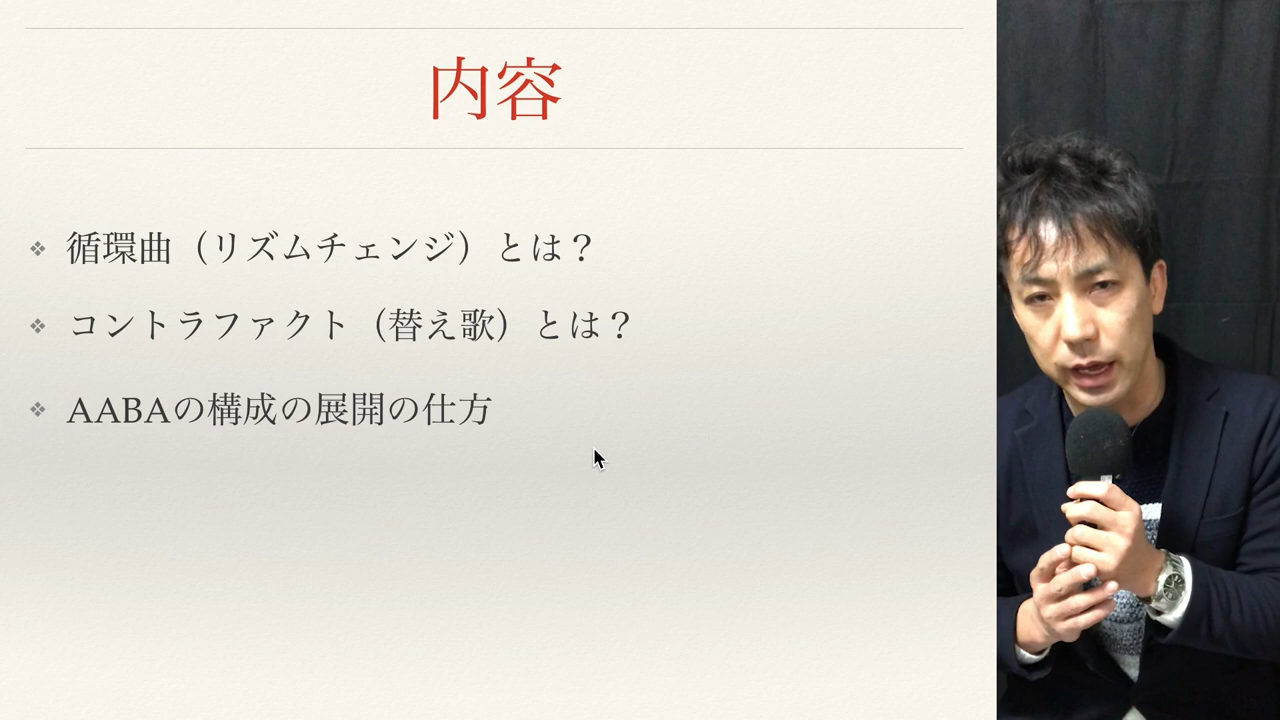 内容
循環曲（リズムチェンジ）とは？
コントラファクト（替え歌）とは？
AABAの構成の展開の仕方